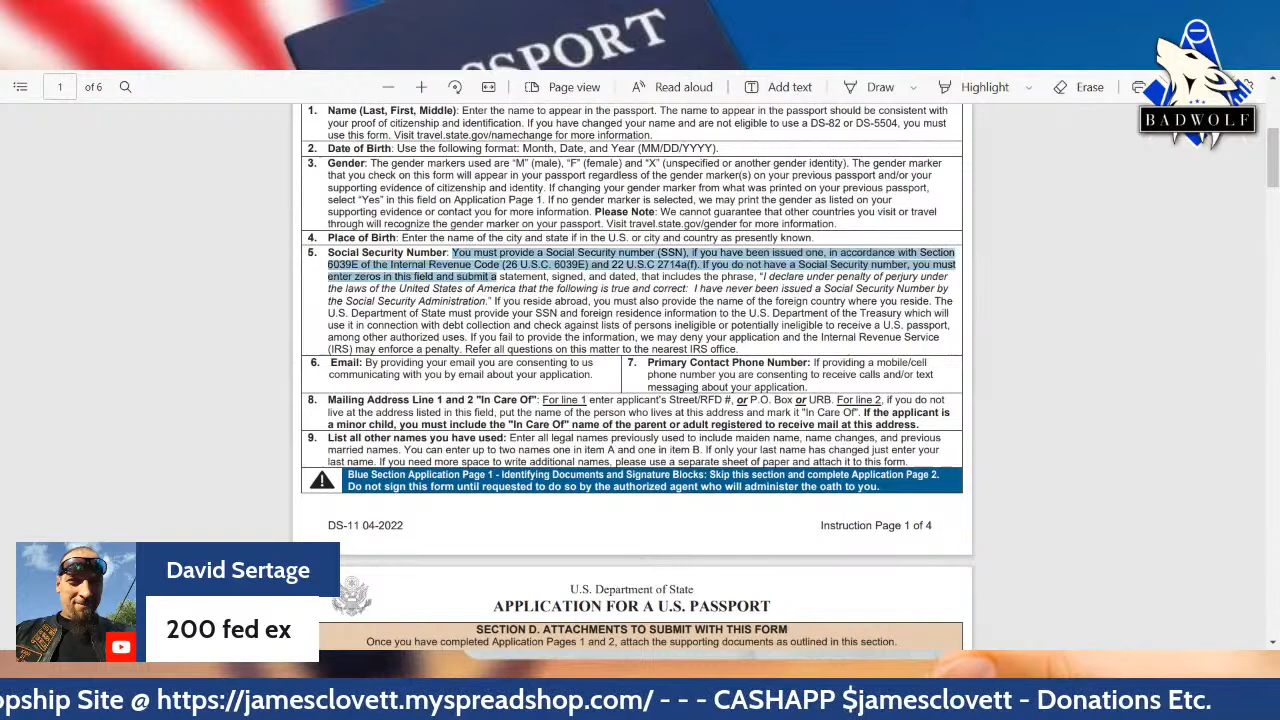 SSPORT
1
of 6
Page view
Read aloud
Add text
Draw
Highlight
Erase
BADWOLF
1. Name (Last, First, Middle): Enter the name to appear in the passport. The name to appear in the passport should be consistent with
your proof of citizenship and identification. If you have changed your name and are not eligible to use a DS-82 or DS-5504, you must
use this form. Visit travel.state.gov/namechange for more information.
2. Date of Birth: Use the following format: Month, Date, and Year (MM/DD/YYYY).
3. Gender: The gender markers used are "M" (male), "F" (female) and "X" (unspecified or another gender identity). The gender marker
that you check on this form will appear in your passport regardless of the gender marker(s) on your previous passport and/or your
supporting evidence of citizenship and identity. If changing your gender marker from what was printed on your previous passport,
select "Yes" in this field on Application Page 1. If no gender marker is selected, we may print the gender as listed on your
supporting evidence or contact you for more information. Please Note: We cannot guarantee that other countries you visit or travel
through will recognize the gender marker on your passport. Visit travel.state.gov/gender for more information.
4. Place of Birth: Enter the name of the city and state if in the U.S. or city and country as presently known.
5. Social Security Number: You must provide a Social Security number (SSN), if you have been issued one, in accordance with Section
6039E of the Internal Revenue Code (26 U.S.C. 6039E) and 22 U.S.C 2714a(f). If you do not have a Social Security number, you must
enter zeros in this field and submit a statement, signed, and dated, that includes the phrase, "I declare under penalty of perjury under
the laws of the United States of America that the following is true and correct: I have never been issued a Social Security Number by
the Social Security Administration." If you reside abroad, you must also provide the name of the foreign country where you reside. The
U.S. Department of State must provide your SSN and foreign residence information to the U.S. Department of the Treasury which will
use it in connection with debt collection and check against lists of persons ineligible or potentially ineligible to receive a U.S. passport,
among other authorized uses. If you fail to provide the information, we may deny your application and the Internal Revenue Service
(IRS) may enforce a penalty. Refer all questions on this matter to the nearest IRS office.
6. Email: By providing your email you are consenting to us
communicating with you by email about your application.
7. Primary Contact Phone Number: If providing a mobile/cell
phone number you are consenting to receive calls and/or text
messaging about your application.
8. Mailing Address Line 1 and 2 "In Care Of": For line 1 enter applicant's Street/RFD #, or P.O. Box or URB. For line 2, if you do not
live at the address listed in this field, put the name of the person who lives at this address and mark it "In Care Of". If the applicant is
a minor child, you must include the "In Care Of" name of the parent or adult registered to receive mail at this address.
9. List all other names you have used: Enter all legal names previously used to include maiden name, name changes, and previous
married names. You can enter up to two names one in item A and one in item B. If only your last name has changed just enter your
last name. If you need more space to write additional names, please use a separate sheet of paper and attach it to this form.
Blue Section Application Page 1 - Identifying Documents and Signature Blocks: Skip this section and complete Application Page 2.
Do not sign this form until requested to do so by the authorized agent who will administer the oath to you.
DS-11 04-2022
Instruction Page 1 of 4
U.S. Department of State
APPLICATION FOR A U.S. PASSPORT
SECTION D. ATTACHMENTS TO SUBMIT WITH THIS FORM
Once you have completed Application Pages 1 and 2, attach the supporting documents as outlined in this section.
David Sertage
200 fed ex
opship Site @ https://jamesclovett.myspreadshop.com/ - - - CASHAPP $jamesclovett - Donations Etc.